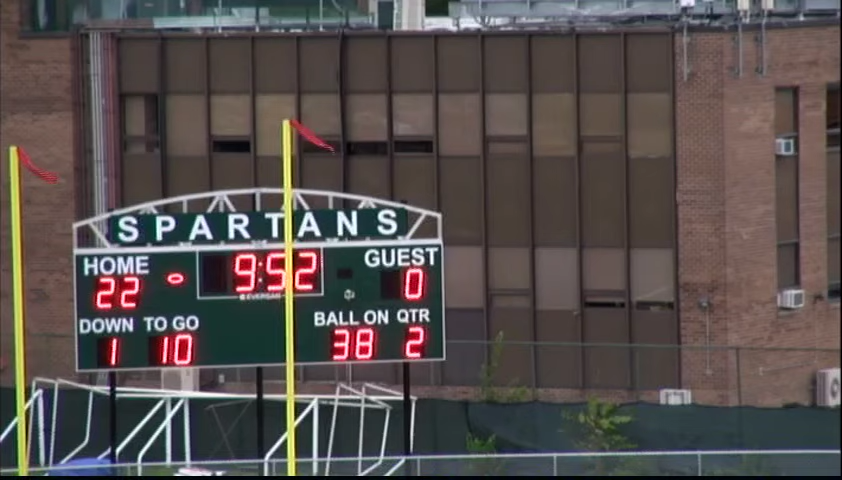 SPARTANS
HOME 9:52 GUEST
22 0
DOWN TO GO BALL ON QTR
1 10 38 2